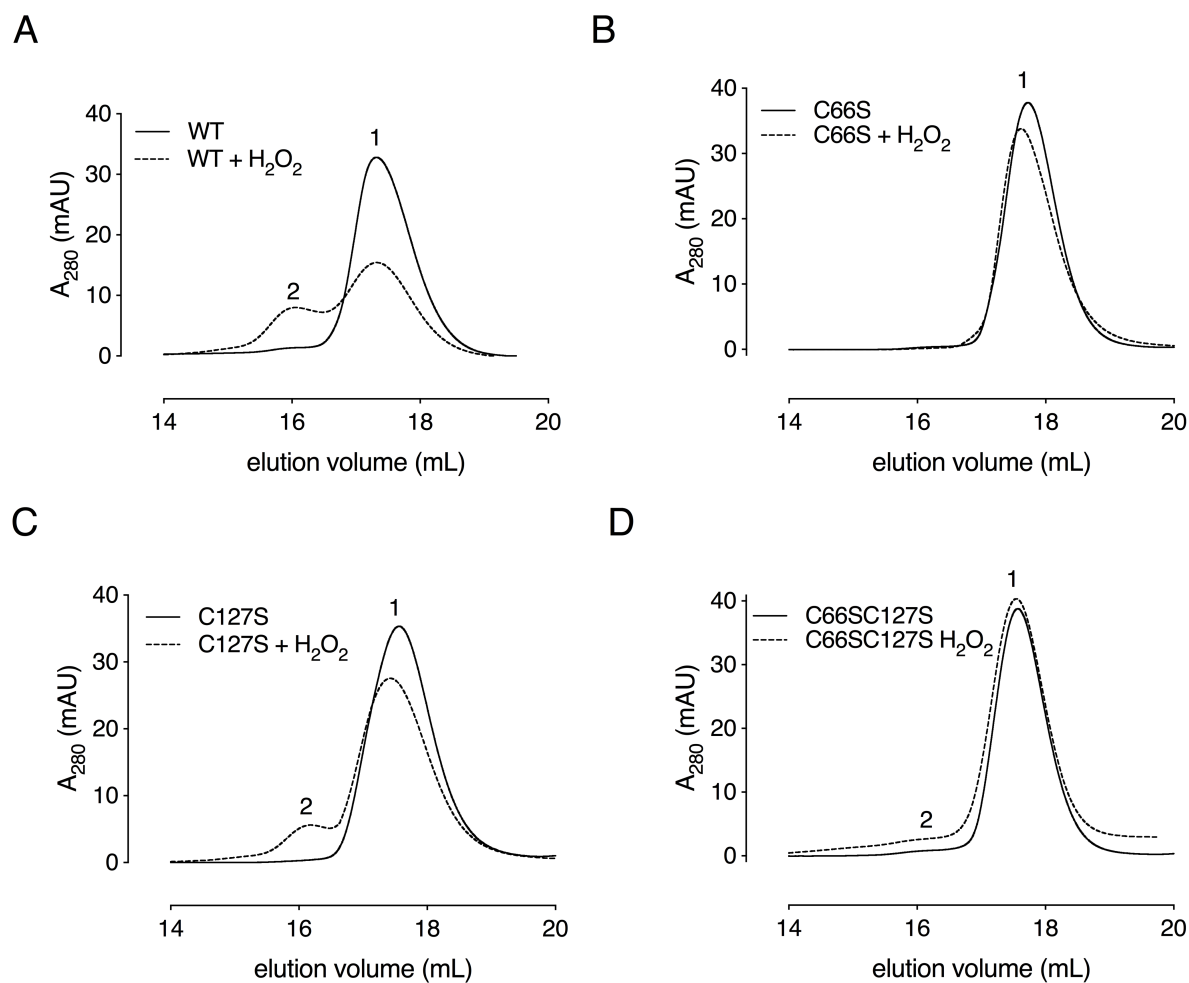 A
40
30
20
10
0
A280 (mAU)
WT
WT + H2O2
1
2
14 16 18 20
elution volume (mL)
B
40
30
20
10
0
A280 (mAU)
C66S
C66S + H2O2
1
14 16 18 20
elution volume (mL)
C
40
30
20
10
0
A280 (mAU)
C127S
C127S + H2O2
1
2
14 16 18 20
elution volume (mL)
D
40
30
20
10
0
A280 (mAU)
C66SC127S
C66SC127S H2O2
1
2
14 16 18 20
elution volume (mL)